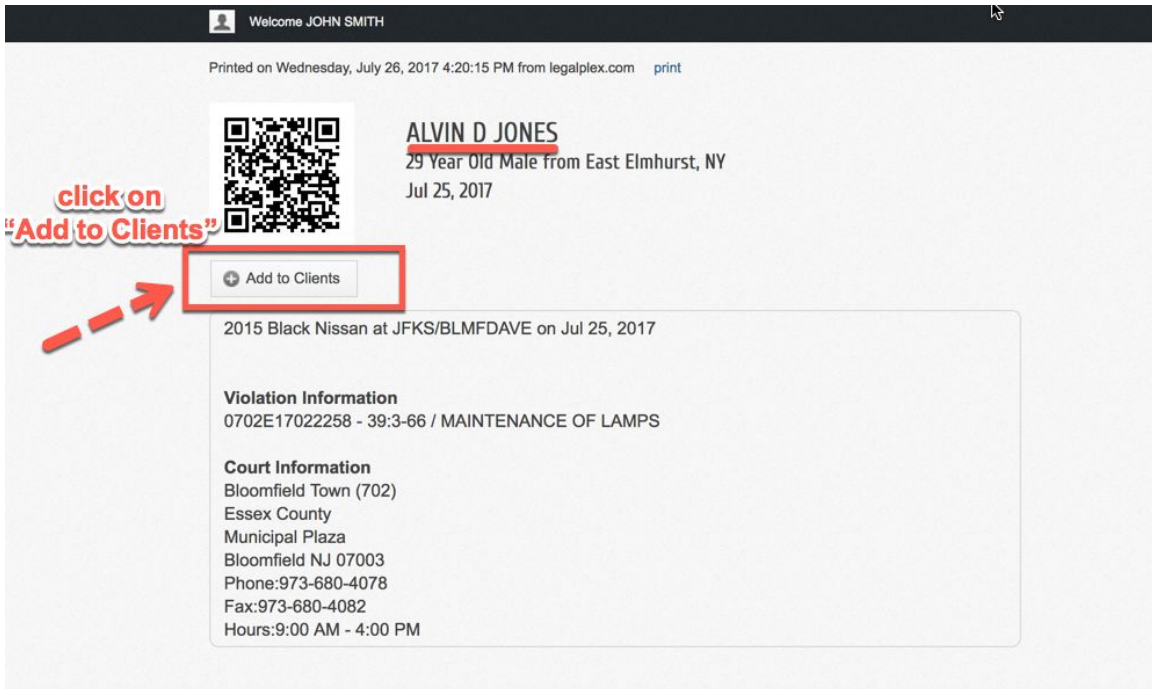 Welcome JOHN SMITH
Printed on Wednesday, July 26, 2017 4:20:15 PM from legalplex.com print
ALVIN D JONES
29 Year Old Male from East Elmhurst, NY
Jul 25, 2017
click on
“Add to Clients”
Add to Clients
2015 Black Nissan at JFKS/BLMFDAVE on Jul 25, 2017
Violation Information
0702E17022258 - 39:3-66 / MAINTENANCE OF LAMPS
Court Information
Bloomfield Town (702)
Essex County
Municipal Plaza
Bloomfield NJ 07003
Phone:973-680-4078
Fax:973-680-4082
Hours:9:00 AM - 4:00 PM